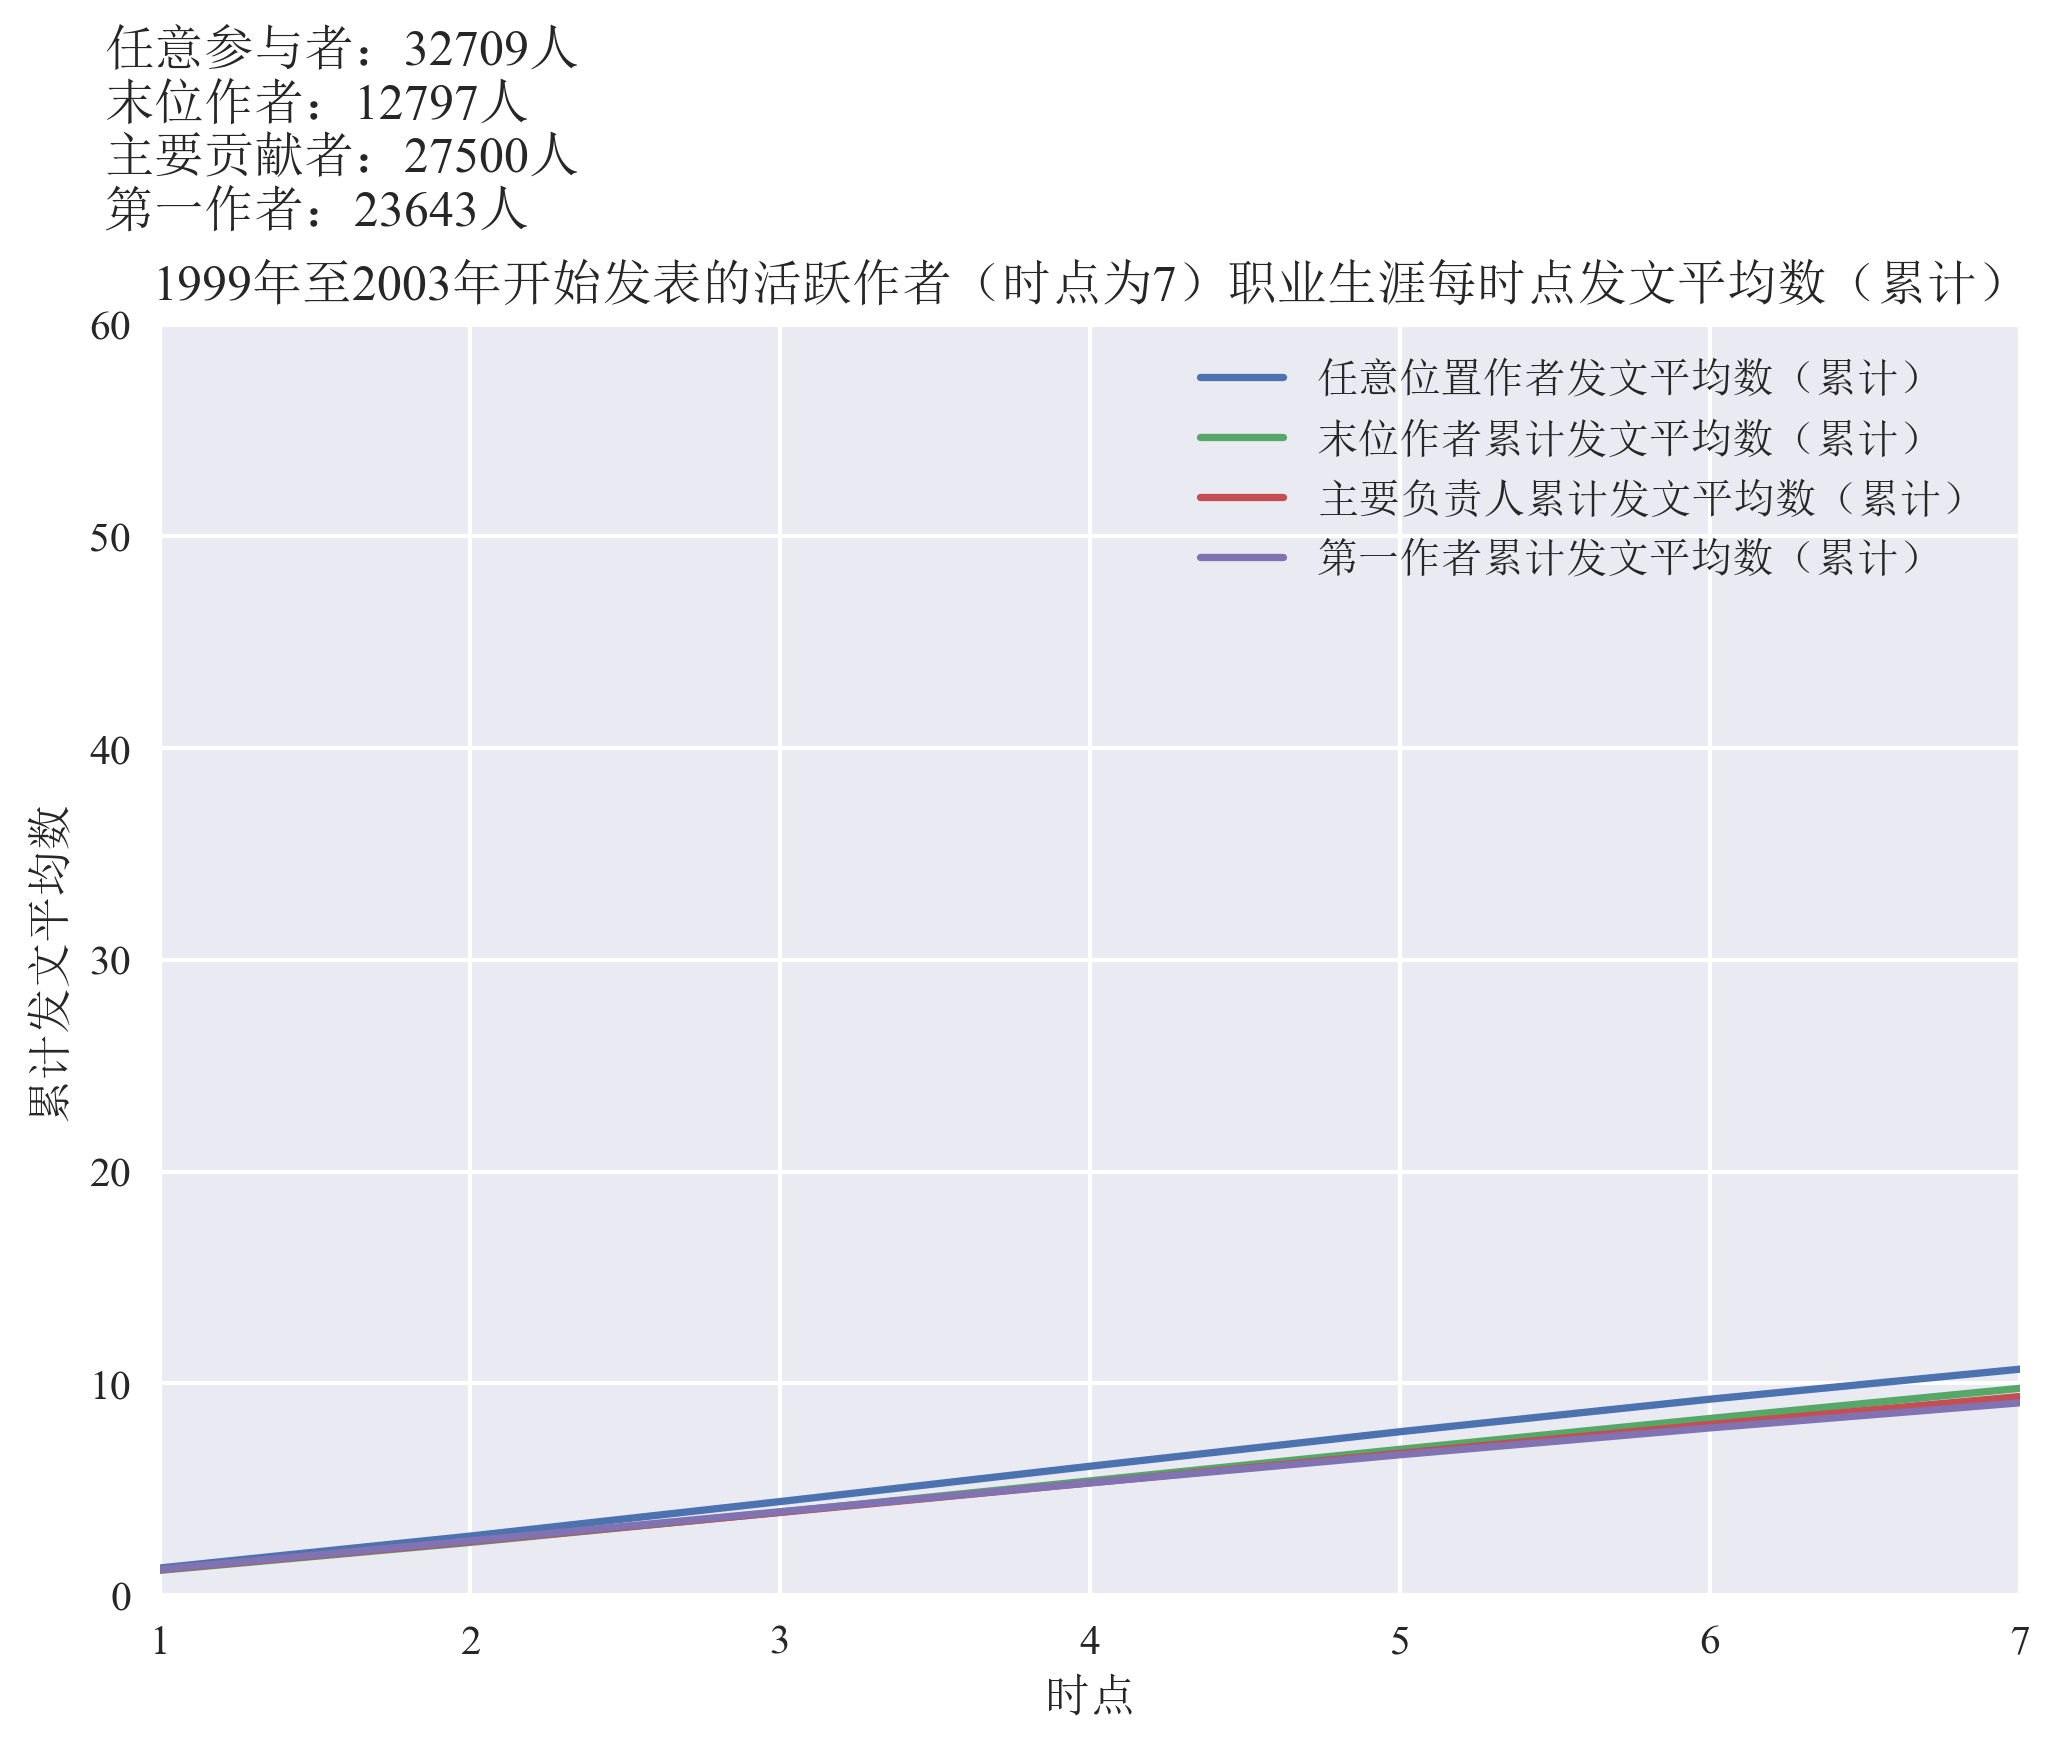 任意参与者：32709人
末位作者：12797人
主要贡献者：27500人
第一作者：23643人
1999年至2003年开始发表的活跃作者（时点为7）职业生涯每时点发文平均数（累计）
任意位置作者发文平均数（累计）
末位作者累计发文平均数（累计）
主要负责人累计发文平均数（累计）
第一作者累计发文平均数（累计）
累计发文平均数
60
50
40
30
20
10
0
1 2 3 4 5 6 7
时点